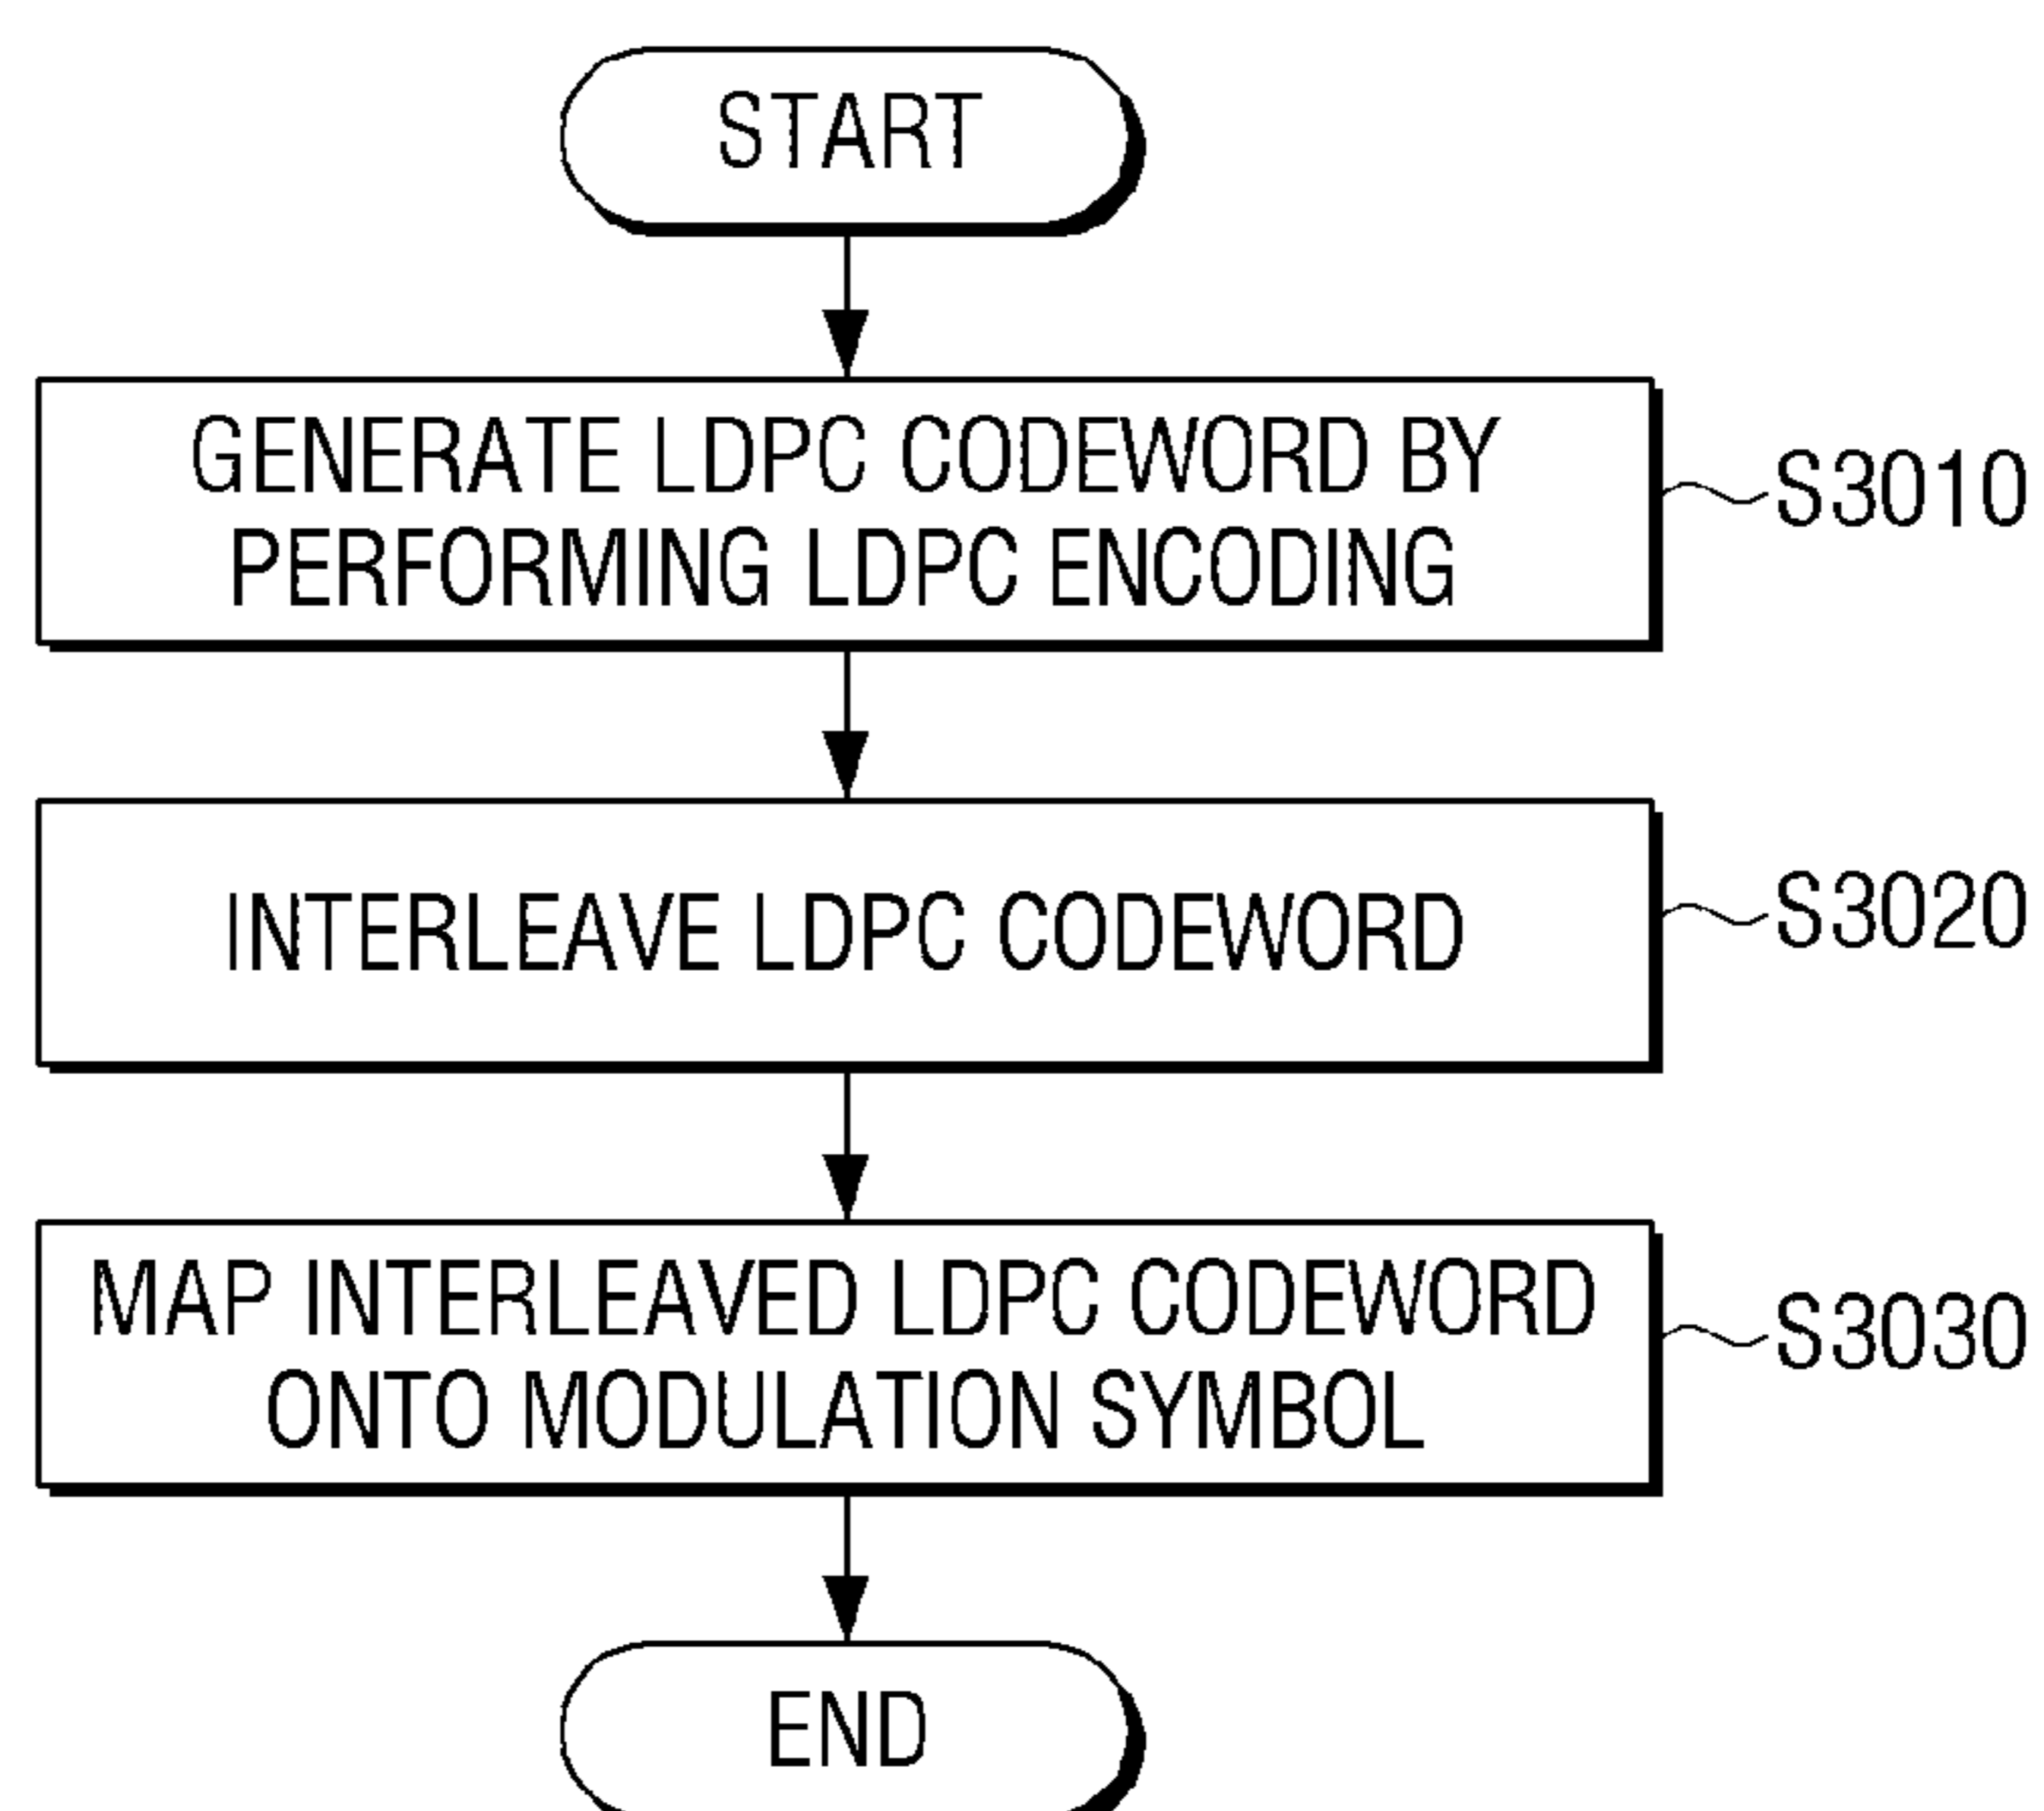 START
GENERATE LDPC CODEWORD BY
PERFORMING LDPC ENCODING
S3010
INTERLEAVE LDPC CODEWORD
S3020
MAP INTERLEAVED LDPC CODEWORD
ONTO MODULATION SYMBOL
S3030
END